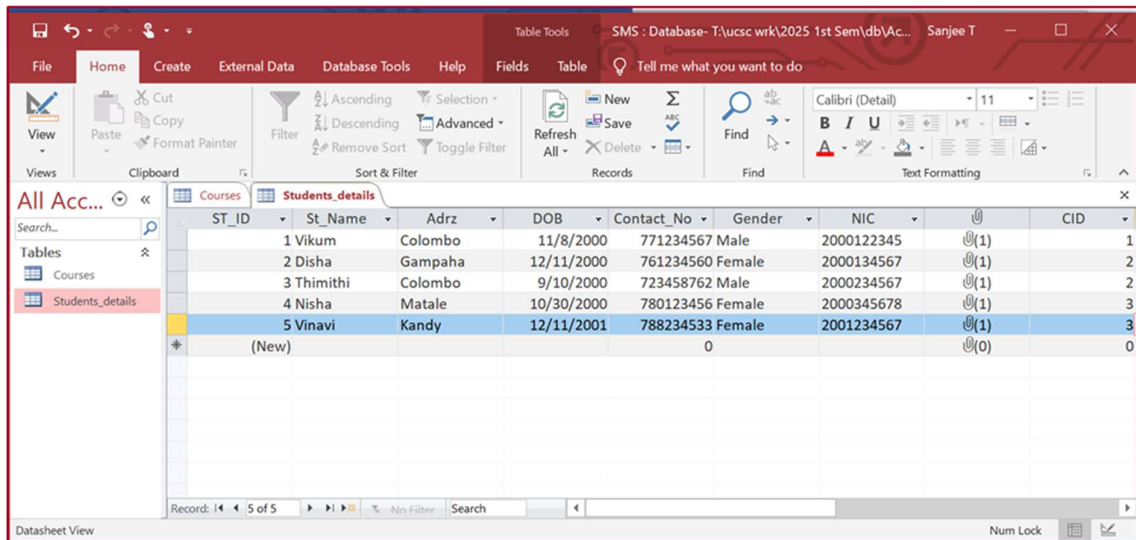 Table Tools SMS : Database- T:\ucsc wrk\2025 1st Sem\db\Ac... Sanjee T
File Home Create External Data Database Tools Help Fields Table Tell me what you want to do
View
Views
Paste
Cut
Copy
Format Painter
Clipboard
Filter
Ascending
Descending
Remove Sort
Selection
Advanced
Toggle Filter
Sort & Filter
Refresh
All
New
Save
Delete
Records
Find
Find
Calibri (Detail) 11
B I U
A
Text Formatting
All Acc...
Search...
Tables
Courses
Students_details
Courses Students_details
ST_ID St_Name Adrz DOB Contact_No Gender NIC CID
1 Vikum Colombo 11/8/2000 771234567 Male 2000122345 (1) 1
2 Disha Gampaha 12/11/2000 761234560 Female 2000134567 (1) 2
3 Thimithi Colombo 9/10/2000 723458762 Male 2000234567 (1) 2
4 Nisha Matale 10/30/2000 780123456 Female 2000345678 (1) 3
5 Vinavi Kandy 12/11/2001 788234533 Female 2001234567 (1) 3
(New) 0 (0) 0
Record: 5 of 5 No Filter Search
Datasheet View Num Lock